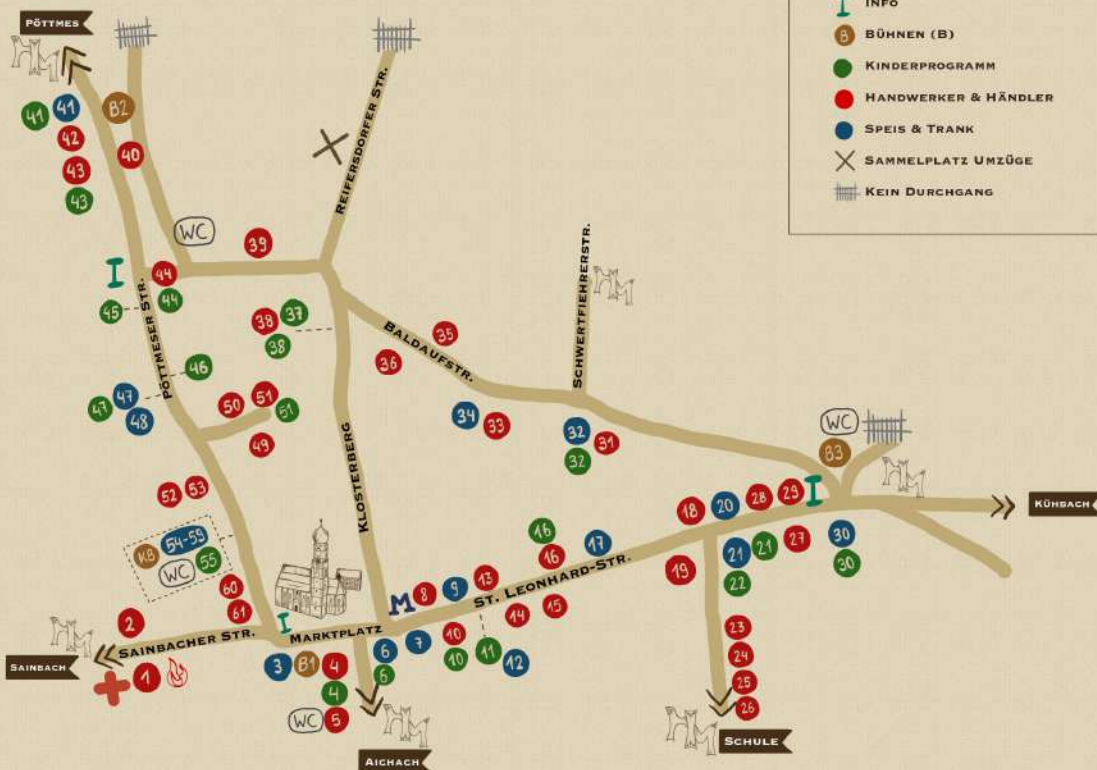 PÖTTMES
INFO
B BÜHNEN (B)
KINDERPROGRAMM
HANDWERKER & HÄNDLER
SPEIS & TRANK
SAMMELPLATZ UMZÜGE
KEIN DURCHGANG
41 41 B2
42 40
43
43
REIFERSDORFER STR.
WC
39
44
45 44
PÖTTMESER STR.
38 37
38
35
36
BALDAUFSTR.
SCHWERTFIEHRERSTR.
46
47 47
48
50 51 51
49
34 33
32 31
32
WC
B3
KLOSTERBERG
52 53
KB 54-59
WC 55
60
61
18 20 28 29
KÜHBACH
16
16 17
19
21 21 27
22
30
30
2
SAINBACHER STR.
MARKTPLATZ
M 8 9 13
ST. LEONHARD-STR.
14 15
10
10 11 12
7
6
6
SAINBACH
1
3 B1 4
4
WC 5
23
24
25
26
SCHULE
AICHACH